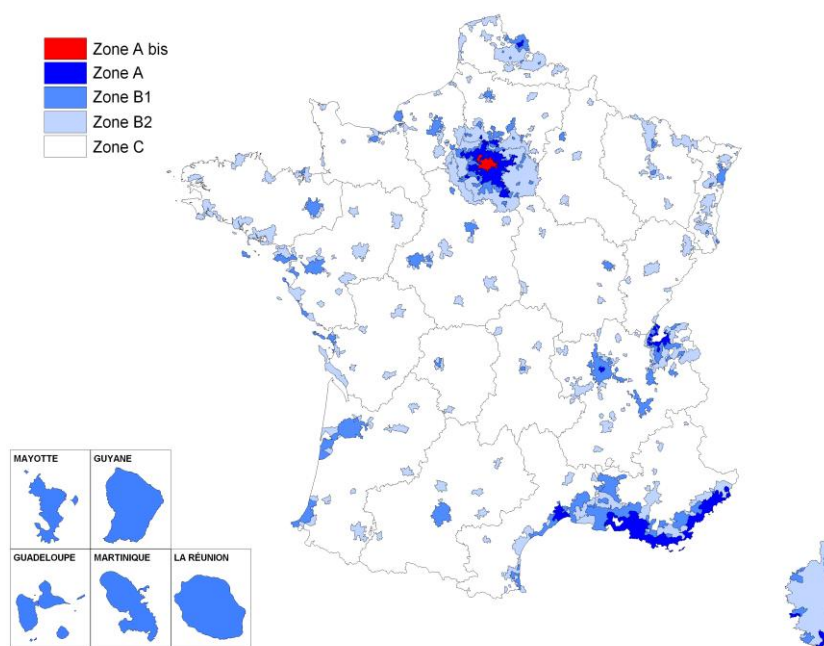 Zone A bis
Zone A
Zone B1
Zone B2
Zone C
MAYOTTE
GUYANE
GUADELOUPE
MARTINIQUE
LA RÉUNION